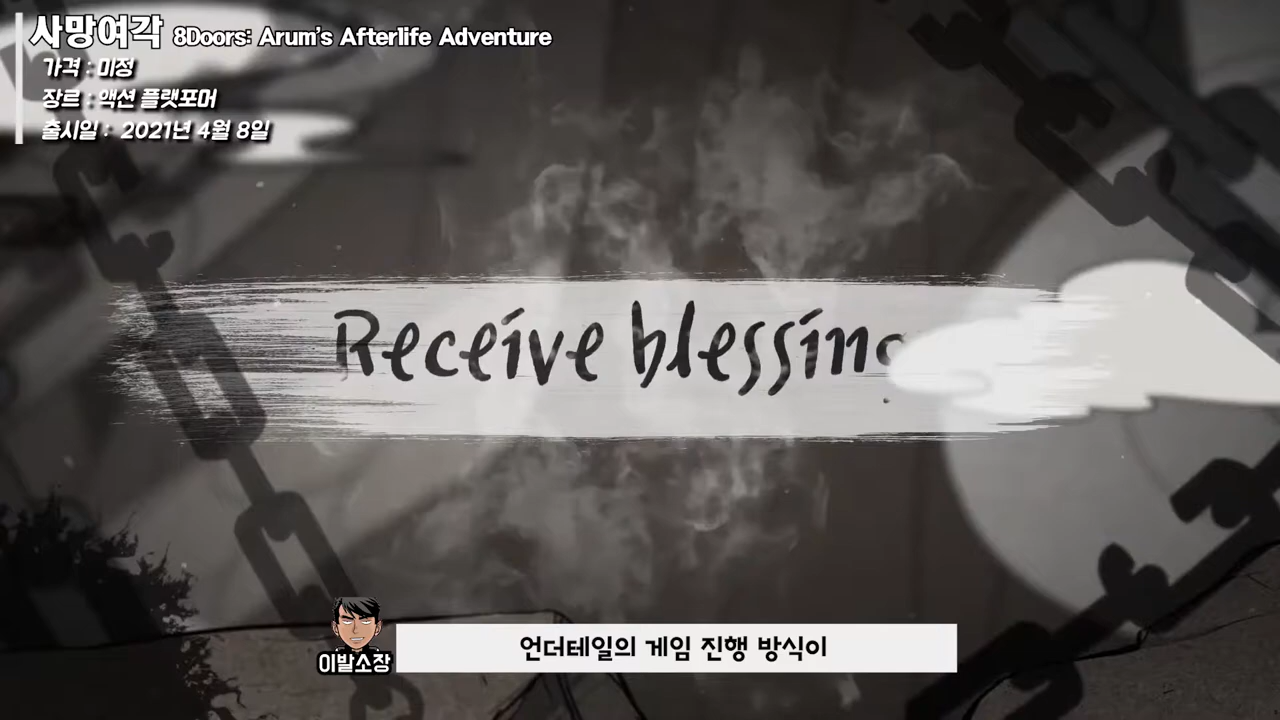 사망여각 8Doors: Arum's Afterlife Adventure
가격 : 미정
장르 : 액션 플랫포머
출시일 : 2021년 4월 8일
Receive blessing
이발소장
언더테일의 게임 진행 방식이